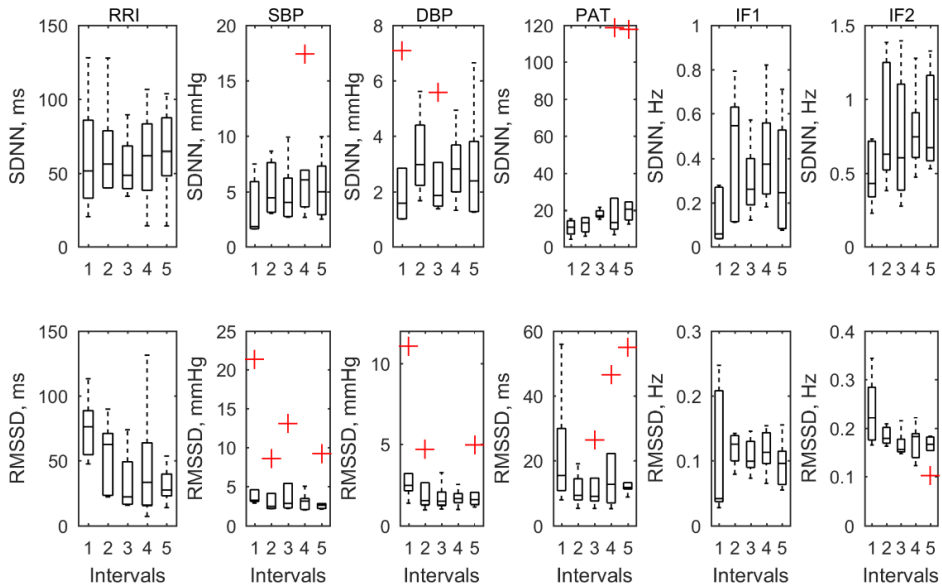 RRI SBP DBP PAT IF1 IF2
SDNN, ms
150
100
50
0
1 2 3 4 5
SDNN, mmHg
20
15
10
5
0
1 2 3 4 5
SDNN, mmHg
8
6
4
2
0
1 2 3 4 5
SDNN, ms
120
100
80
60
40
20
0
1 2 3 4 5
SDNN, Hz
1
0.8
0.6
0.4
0.2
0
1 2 3 4 5
SDNN, Hz
1.5
1
0.5
0
1 2 3 4 5
RMSSD, ms
150
100
50
0
1 2 3 4 5
Intervals
RMSSD, mmHg
25
20
15
10
5
0
1 2 3 4 5
Intervals
RMSSD, mmHg
10
5
0
1 2 3 4 5
Intervals
RMSSD, ms
60
40
20
0
1 2 3 4 5
Intervals
RMSSD, Hz
0.3
0.2
0.1
0
1 2 3 4 5
Intervals
RMSSD, Hz
0.4
0.3
0.2
0.1
0
1 2 3 4 5
Intervals